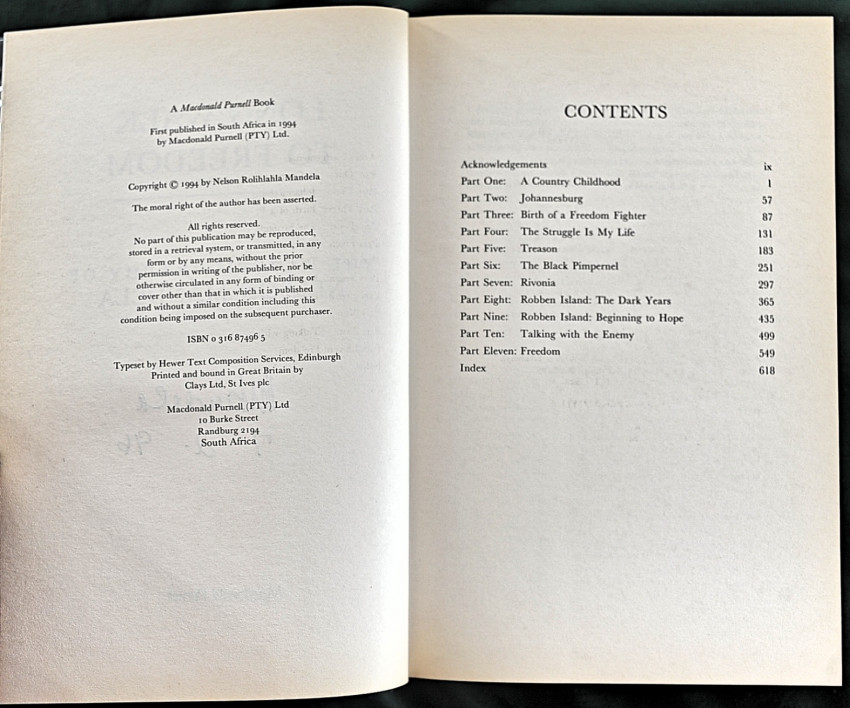 A Macdonald Purnell Book
First published in South Africa in 1994
by Macdonald Purnell (PTY) Ltd.
Copyright © 1994 by Nelson Rolihlahla Mandela
The moral right of the author has been asserted.
All rights reserved.
No part of this publication may be reproduced,
stored in a retrieval system, or transmitted, in any
form or by any means, without the prior
permission in writing of the publisher, nor be
otherwise circulated in any form of binding or
cover other than that in which it is published
and without a similar condition including this
condition being imposed on the subsequent purchaser.
ISBN 0 316 87496 5
Typeset by Hewer Text Composition Services, Edinburgh
Printed and bound in Great Britain by
Clays Ltd, St Ives plc
Macdonald Purnell (PTY) Ltd
10 Burke Street
Randburg 2194
South Africa
CONTENTS
Acknowledgements ix
Part One: A Country Childhood 1
Part Two: Johannesburg 57
Part Three: Birth of a Freedom Fighter 87
Part Four: The Struggle Is My Life 131
Part Five: Treason 183
Part Six: The Black Pimpernel 251
Part Seven: Rivonia 297
Part Eight: Robben Island: The Dark Years 365
Part Nine: Robben Island: Beginning to Hope 435
Part Ten: Talking with the Enemy 499
Part Eleven: Freedom 549
Index 618